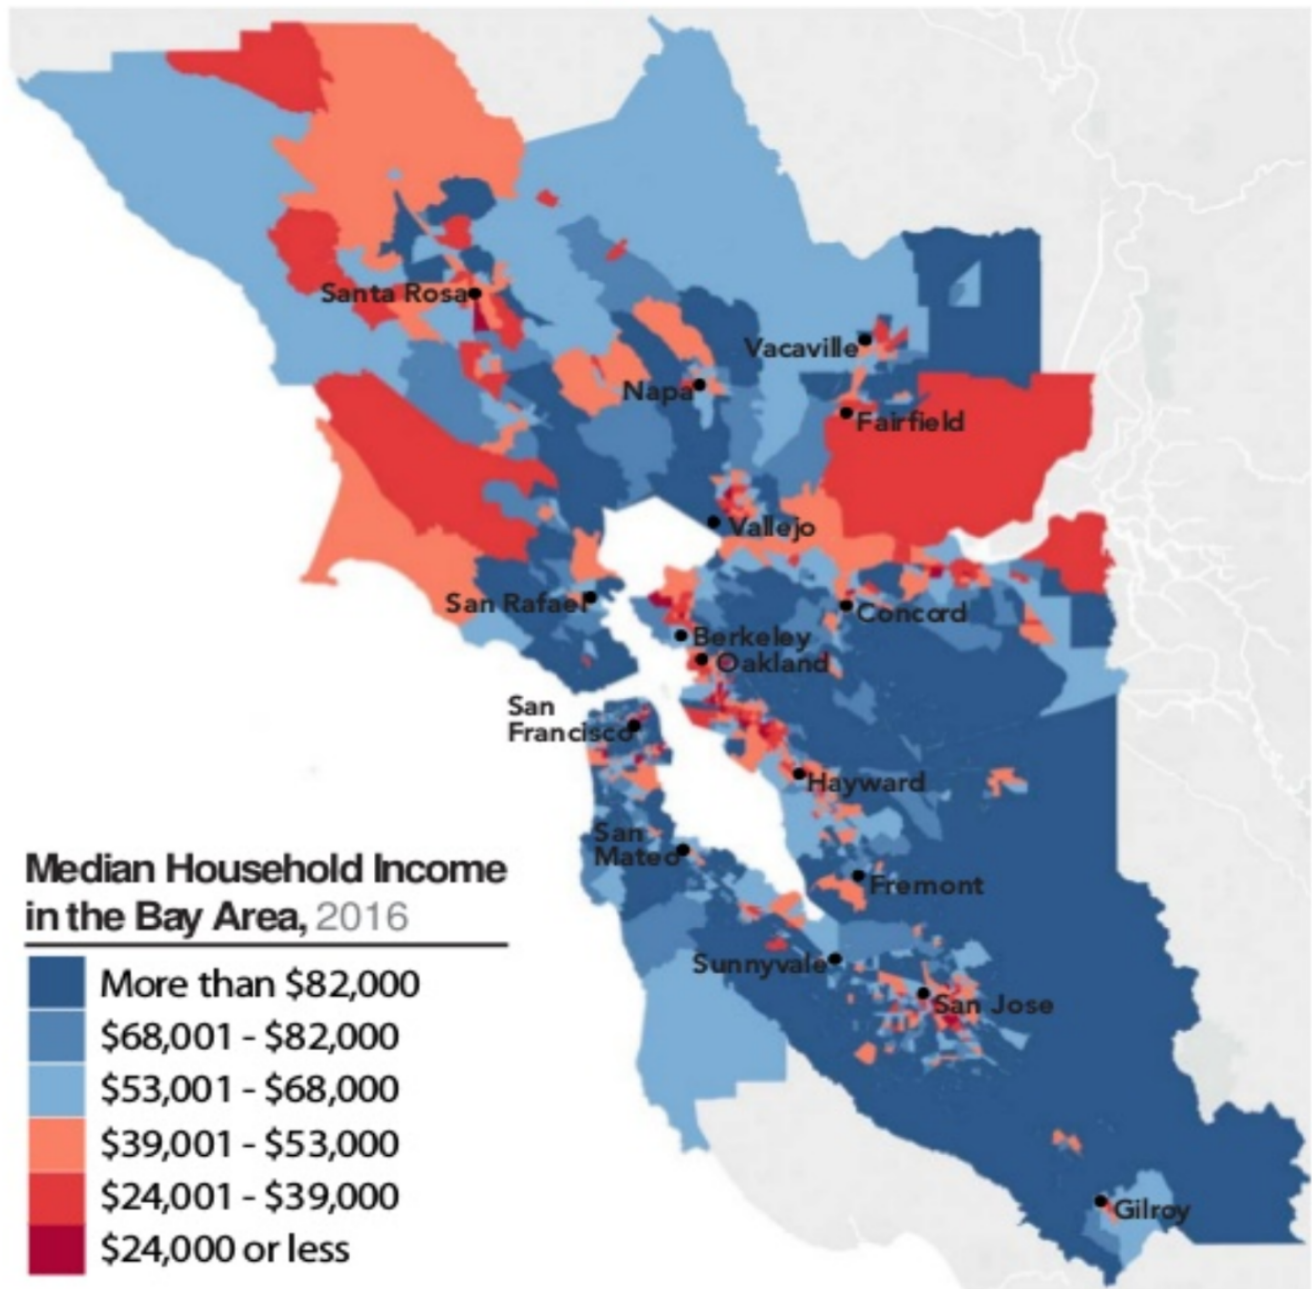 Santa Rosa
Vacaville
Napa
Fairfield
Vallejo
San Rafael
Concord
Berkeley
Oakland
San
Francisco
Hayward
San
Mateo
Fremont
Sunnyvale
San Jose
Gilroy
Median Household Income
in the Bay Area, 2016
More than $82,000
$68,001 - $82,000
$53,001 - $68,000
$39,001 - $53,000
$24,001 - $39,000
$24,000 or less